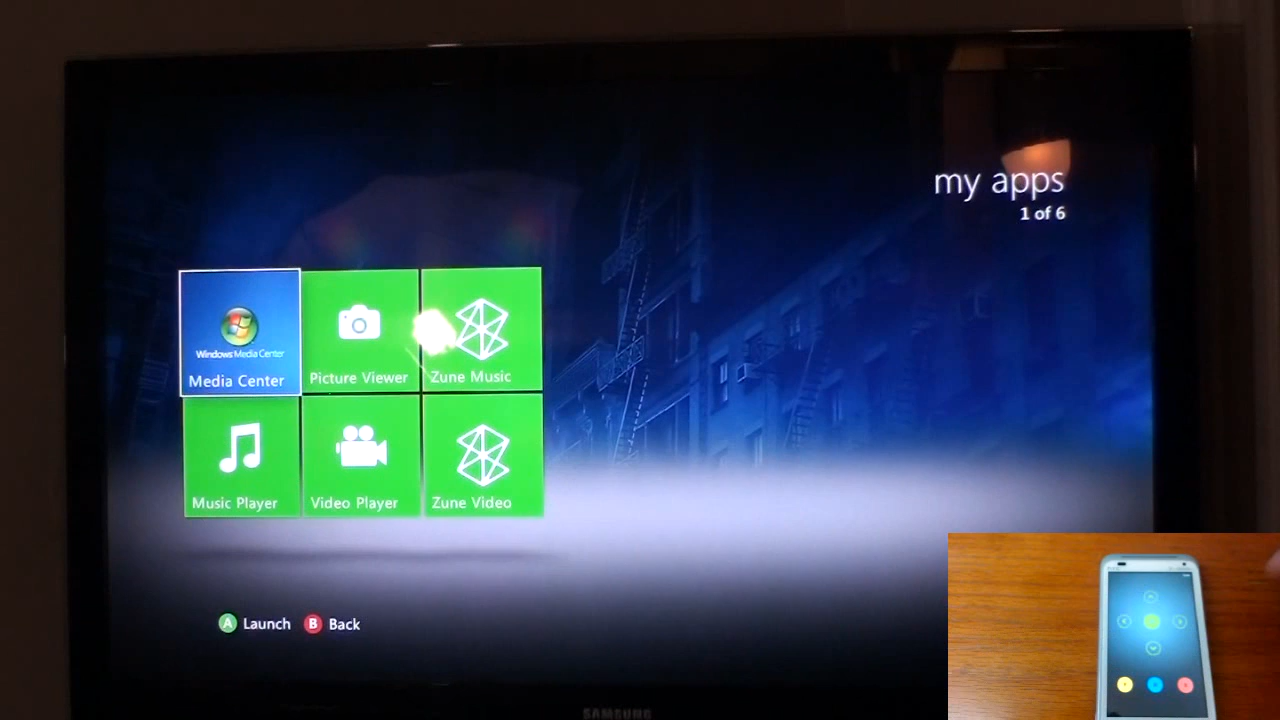 my apps
1 of 6
Windows Media Center
Media Center
Picture Viewer
Zune Music
Music Player
Video Player
Zune Video
A Launch B Back
SAMSUNG